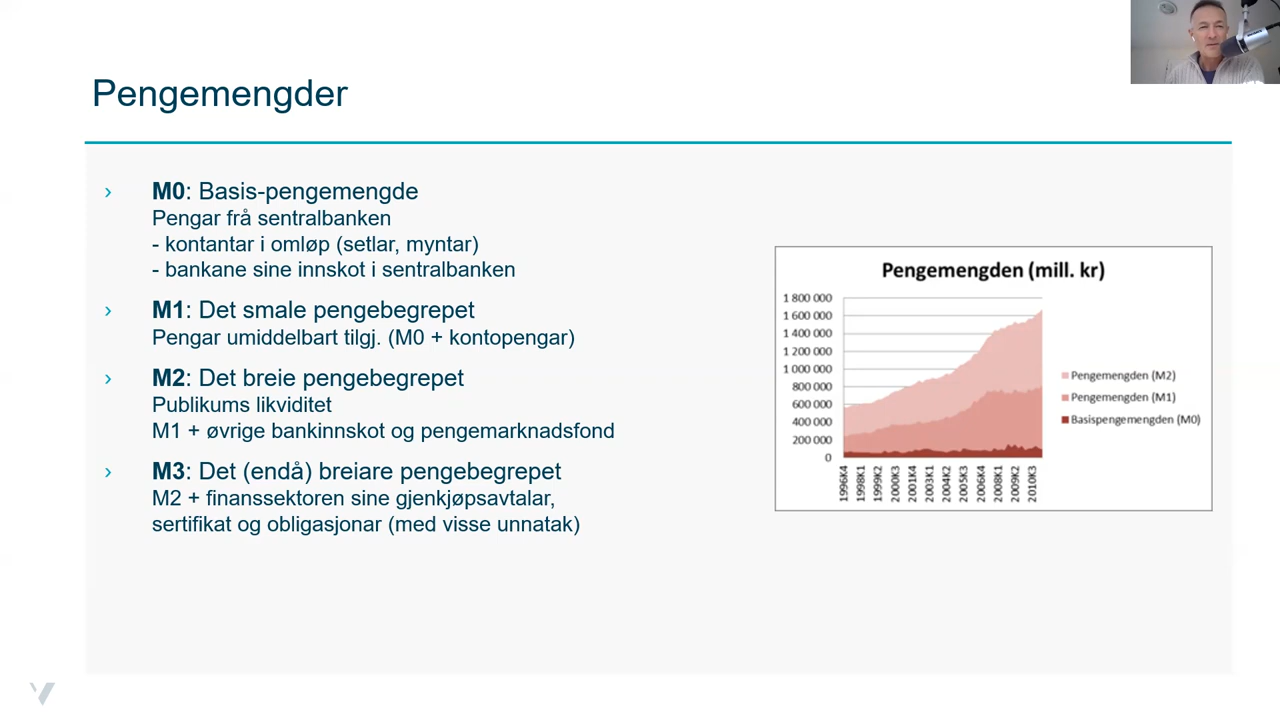 Pengemengder
› M0: Basis-pengemengde
Pengar frå sentralbanken
- kontantar i omløp (setlar, myntar)
- bankane sine innskot i sentralbanken
› M1: Det smale pengebegrepet
Pengar umiddelbart tilgj. (M0 + kontopengar)
› M2: Det breie pengebegrepet
Publikums likviditet
M1 + øvrige bankinnskot og pengemarknadsfond
› M3: Det (endå) breiare pengebegrepet
M2 + finanssektoren sine gjenkjøpsavtalar,
sertifikat og obligasjonar (med visse unnatak)
Pengemengden (mill. kr)
1 800 000
1 600 000
1 400 000
1 200 000
1 000 000
800 000
600 000
400 000
200 000
0
1996K4
1998K1
1999K2
2000K3
2001K4
2003K1
2004K2
2005K3
2006K4
2008K1
2009K2
2010K3
Pengemengden (M2)
Pengemengden (M1)
Basispengemengden (M0)